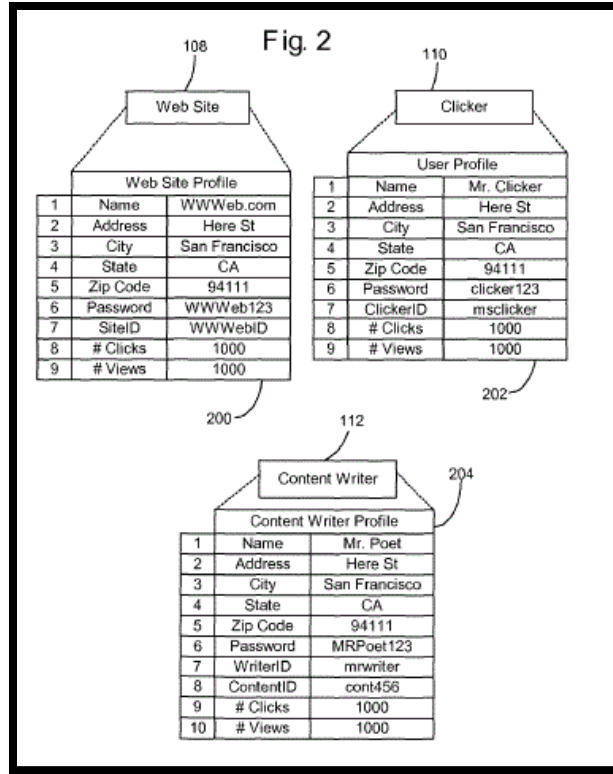 Fig. 2
108
Web Site
Web Site Profile
1 Name WWWeb.com
2 Address Here St
3 City San Francisco
4 State CA
5 Zip Code 94111
6 Password WWWeb123
7 SiteID WWWebID
8 # Clicks 1000
9 # Views 1000
200
110
Clicker
User Profile
1 Name Mr. Clicker
2 Address Here St
3 City San Francisco
4 State CA
5 Zip Code 94111
6 Password clicker123
7 ClickerID msclicker
8 # Clicks 1000
9 # Views 1000
202
112
Content Writer
204
Content Writer Profile
1 Name Mr. Poet
2 Address Here St
3 City San Francisco
4 State CA
5 Zip Code 94111
6 Password MRPoet123
7 WriterID mrwriter
8 ContentID cont456
9 # Clicks 1000
10 # Views 1000